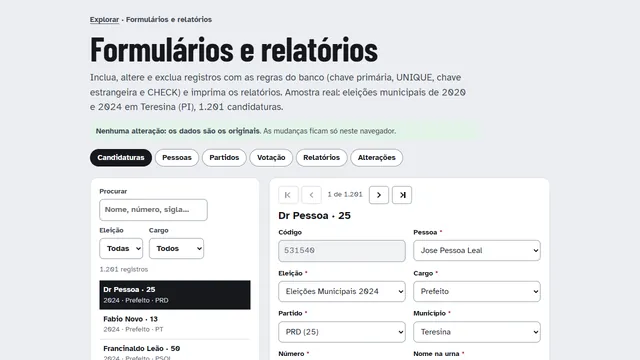 Explorar · Formulários e relatórios
Formulários e relatórios
Inclua, altere e exclua registros com as regras do banco (chave primária, UNIQUE, chave
estrangeira e CHECK) e imprima os relatórios. Amostra real: eleições municipais de 2020
e 2024 em Teresina (PI), 1.201 candidaturas.
Nenhuma alteração: os dados são os originais. As mudanças ficam só neste navegador.
Candidaturas Pessoas Partidos Votação Relatórios Alterações
Procurar
Nome, número, sigla...
Eleição Cargo
Todas Todos
1.201 registros
Dr Pessoa · 25
2024 · Prefeito · PRD
Fabio Novo · 13
2024 · Prefeito · PT
Francinaldo Leão · 50
2024 · Prefeito · PSOL
1 de 1.201
Dr Pessoa · 25
Código Pessoa *
531540 Jose Pessoa Leal
Eleição * Cargo *
Eleições Municipais 2024 Prefeito
Partido * Município *
PRD (25) Teresina
Número * Nome na urna *